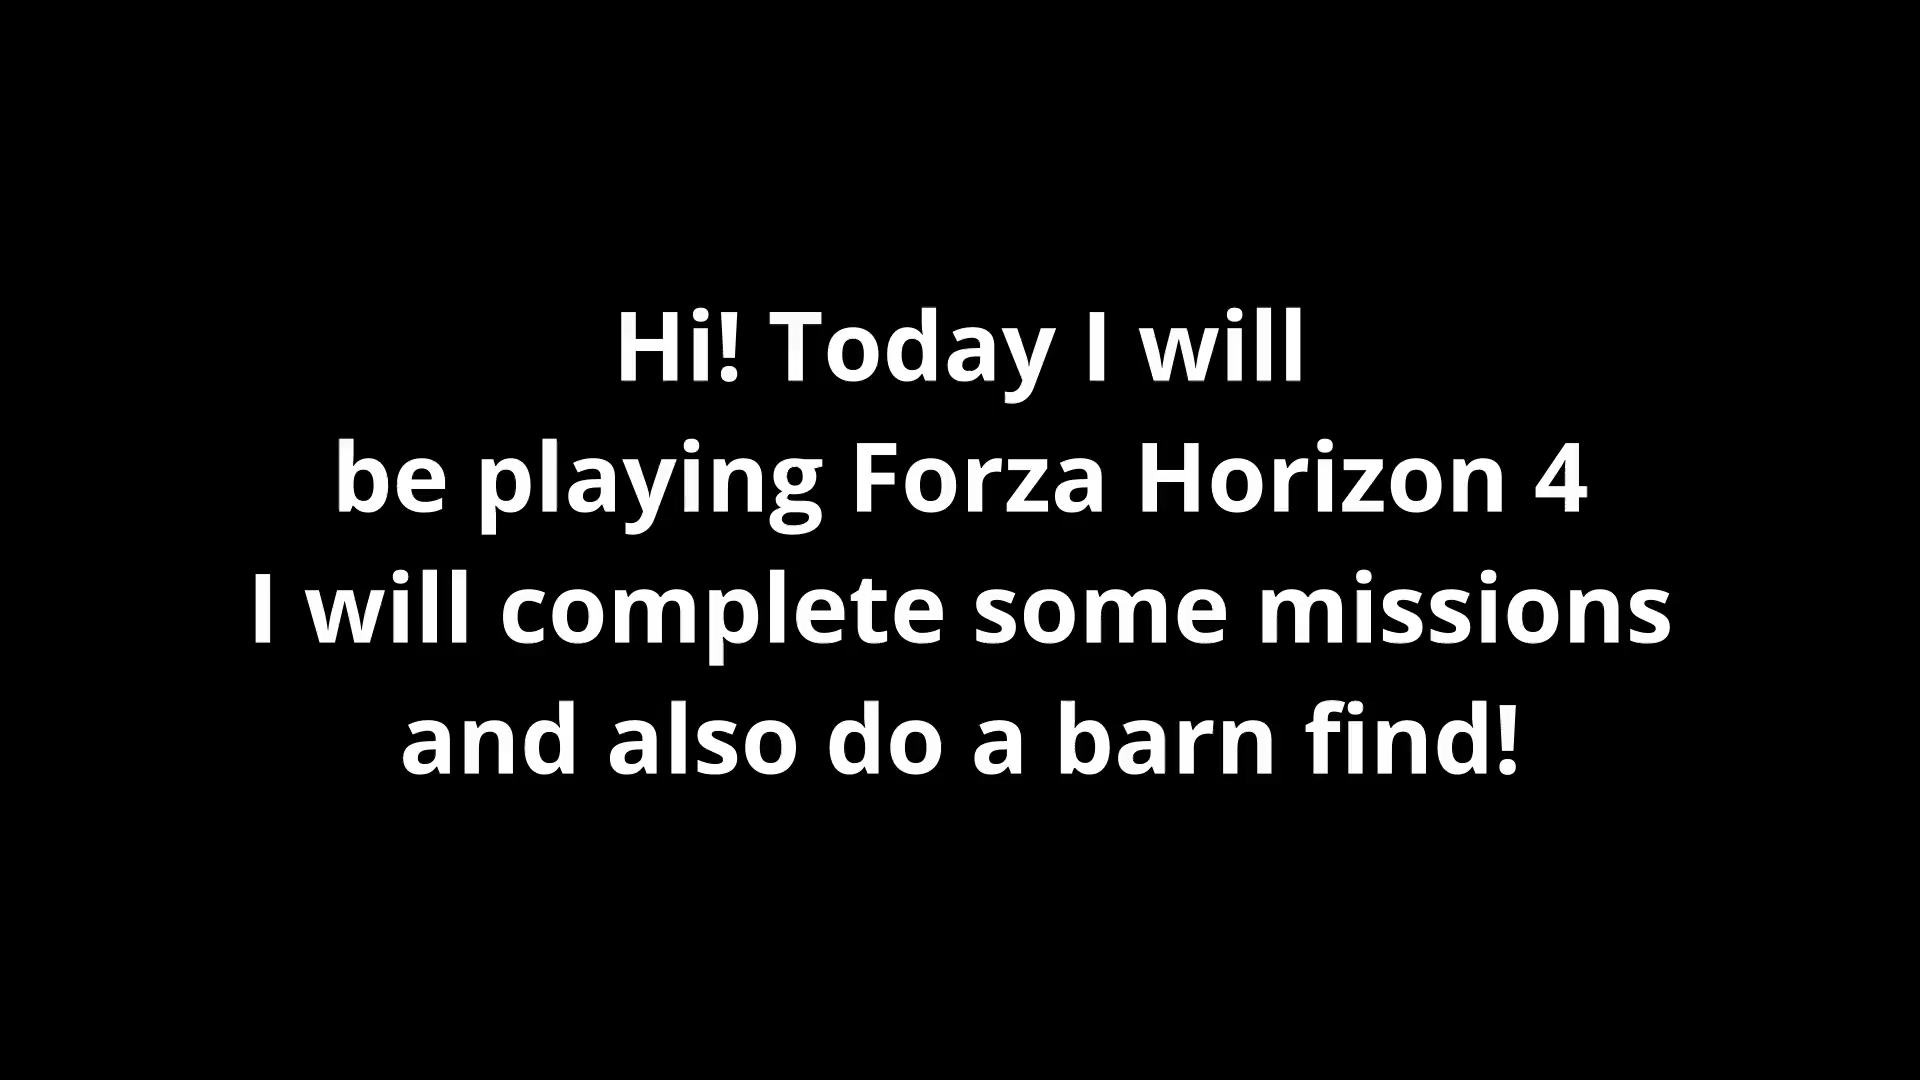 Hi! Today I will
be playing Forza Horizon 4
I will complete some missions
and also do a barn find!